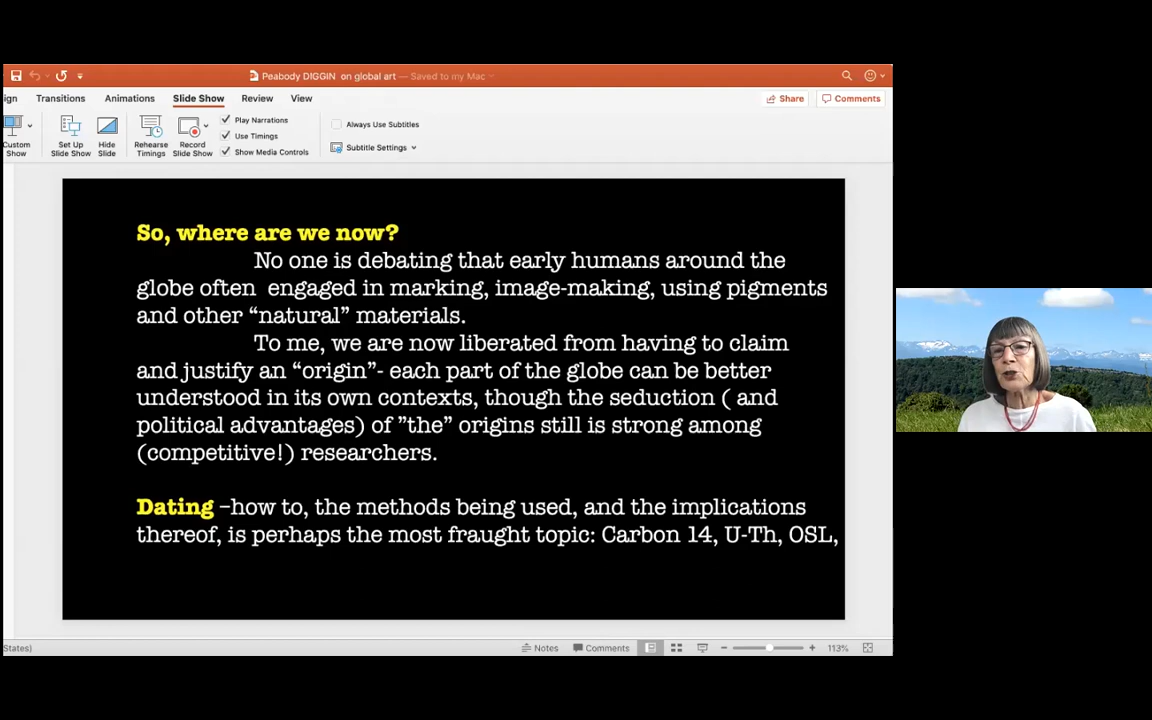 Peabody DIGGIN on global art — Saved to my Mac
ign Transitions Animations Slide Show Review View Share Comments
Custom Show
Set Up Slide Show
Hide Slide
Rehearse Timings
Record Slide Show
Play Narrations
Use Timings
Show Media Controls
Always Use Subtitles
Subtitle Settings
So, where are we now?
No one is debating that early humans around the
globe often engaged in marking, image-making, using pigments
and other “natural” materials.
To me, we are now liberated from having to claim
and justify an “origin”- each part of the globe can be better
understood in its own contexts, though the seduction ( and
political advantages) of ”the” origins still is strong among
(competitive!) researchers.
Dating –how to, the methods being used, and the implications
thereof, is perhaps the most fraught topic: Carbon 14, U-Th, OSL,
States) Notes Comments 113%